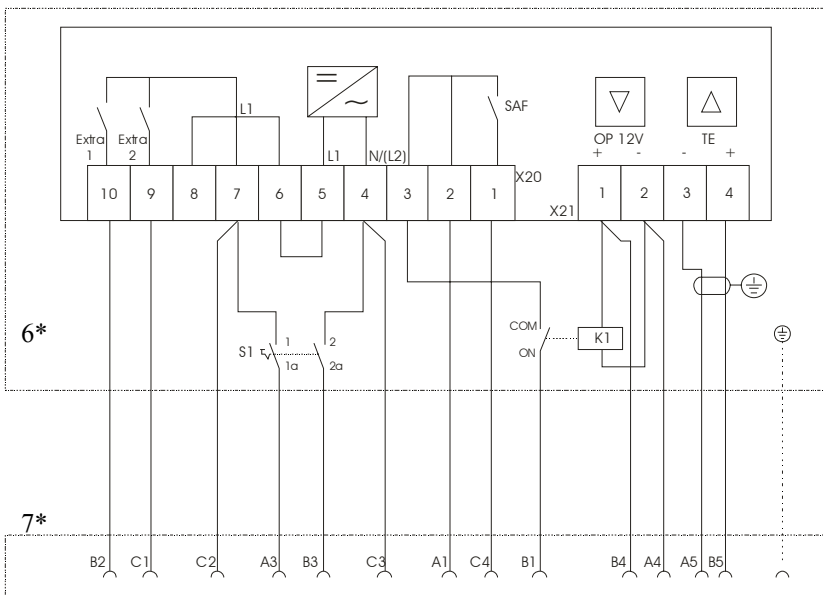 L1
SAF
Extra
1
Extra
2
OP 12V
+ -
TE
- +
L1
N/(L2)
X20
10 9 8 7 6 5 4 3 2 1
X21
1 2 3 4
6*
S1
1
1a
2
2a
COM
ON
K1
7*
B2 C1 C2 A3 B3 C3 A1 C4 B1 B4 A4 A5 B5